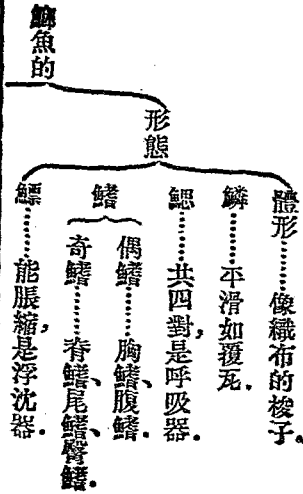 鯽魚的
形態
體形………像織布的梭子。
鱗………平滑如覆瓦.
鰓………共四對,是呼吸器.
鰭
偶鰭………胸鰭、腹鰭.
奇鰭………脊鰭、尾鰭、臀鰭.
鰾………能脹縮,是浮沈器.